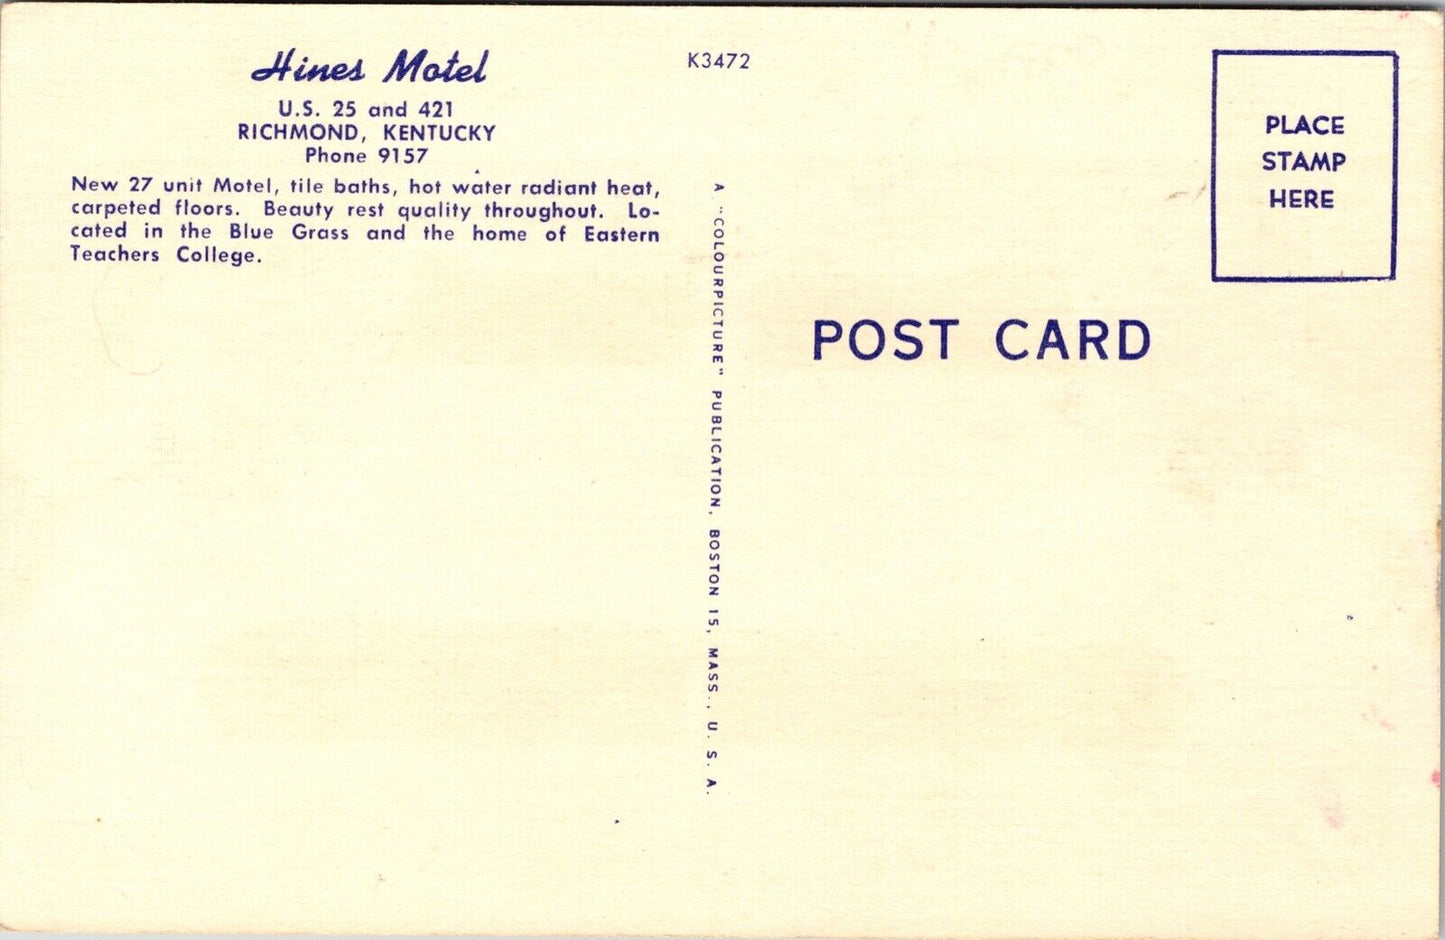 Hines Motel
U.S. 25 and 421
RICHMOND, KENTUCKY
Phone 9157
New 27 unit Motel, tile baths, hot water radiant heat,
carpeted floors. Beauty rest quality throughout. Lo-
cated in the Blue Grass and the home of Eastern
Teachers College.
K3472
A "COLOURPICTURE" PUBLICATION, BOSTON 15, MASS., U. S. A.
PLACE
STAMP
HERE
POST CARD